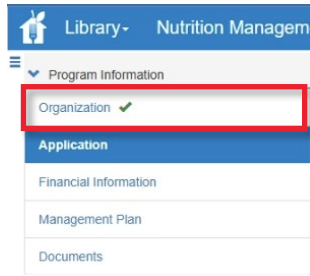 Library Nutrition Managem
Program Information
Organization
Application
Financial Information
Management Plan
Documents